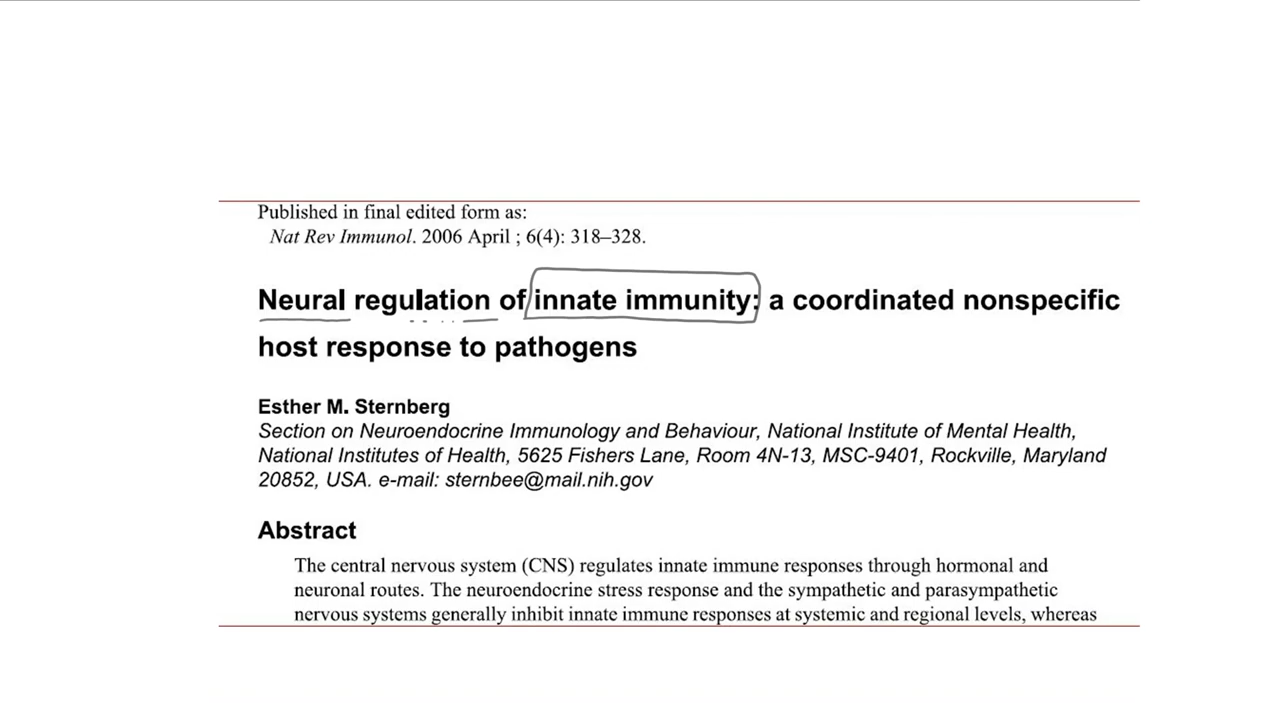 Published in final edited form as:
Nat Rev Immunol. 2006 April ; 6(4): 318–328.
Neural regulation of innate immunity: a coordinated nonspecific
host response to pathogens
Esther M. Sternberg
Section on Neuroendocrine Immunology and Behaviour, National Institute of Mental Health,
National Institutes of Health, 5625 Fishers Lane, Room 4N-13, MSC-9401, Rockville, Maryland
20852, USA. e-mail: sternbee@mail.nih.gov
Abstract
The central nervous system (CNS) regulates innate immune responses through hormonal and
neuronal routes. The neuroendocrine stress response and the sympathetic and parasympathetic
nervous systems generally inhibit innate immune responses at systemic and regional levels, whereas